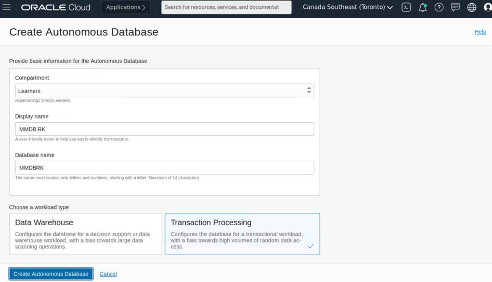 ORACLE Cloud
Applications >
Search for resources, services, and documentat
Canada Southeast (Toronto)
Create Autonomous Database
Help
Provide basic information for the Autonomous Database
Compartment
Learners
Display name
MMDB RK
A user-friendly name to help you easily identify the resource.
Database name
MMDBRK
The name must contain only letters and numbers, starting with a letter. Maximum of 14 characters.
Choose a workload type
Data Warehouse
Configures the database for a decision support or data
warehouse workload, with a bias towards large data
scanning operations.
Transaction Processing
Configures the database for a transactional workload,
with a bias towards high volumes of random data ac-
cess.
Create Autonomous Database
Cancel